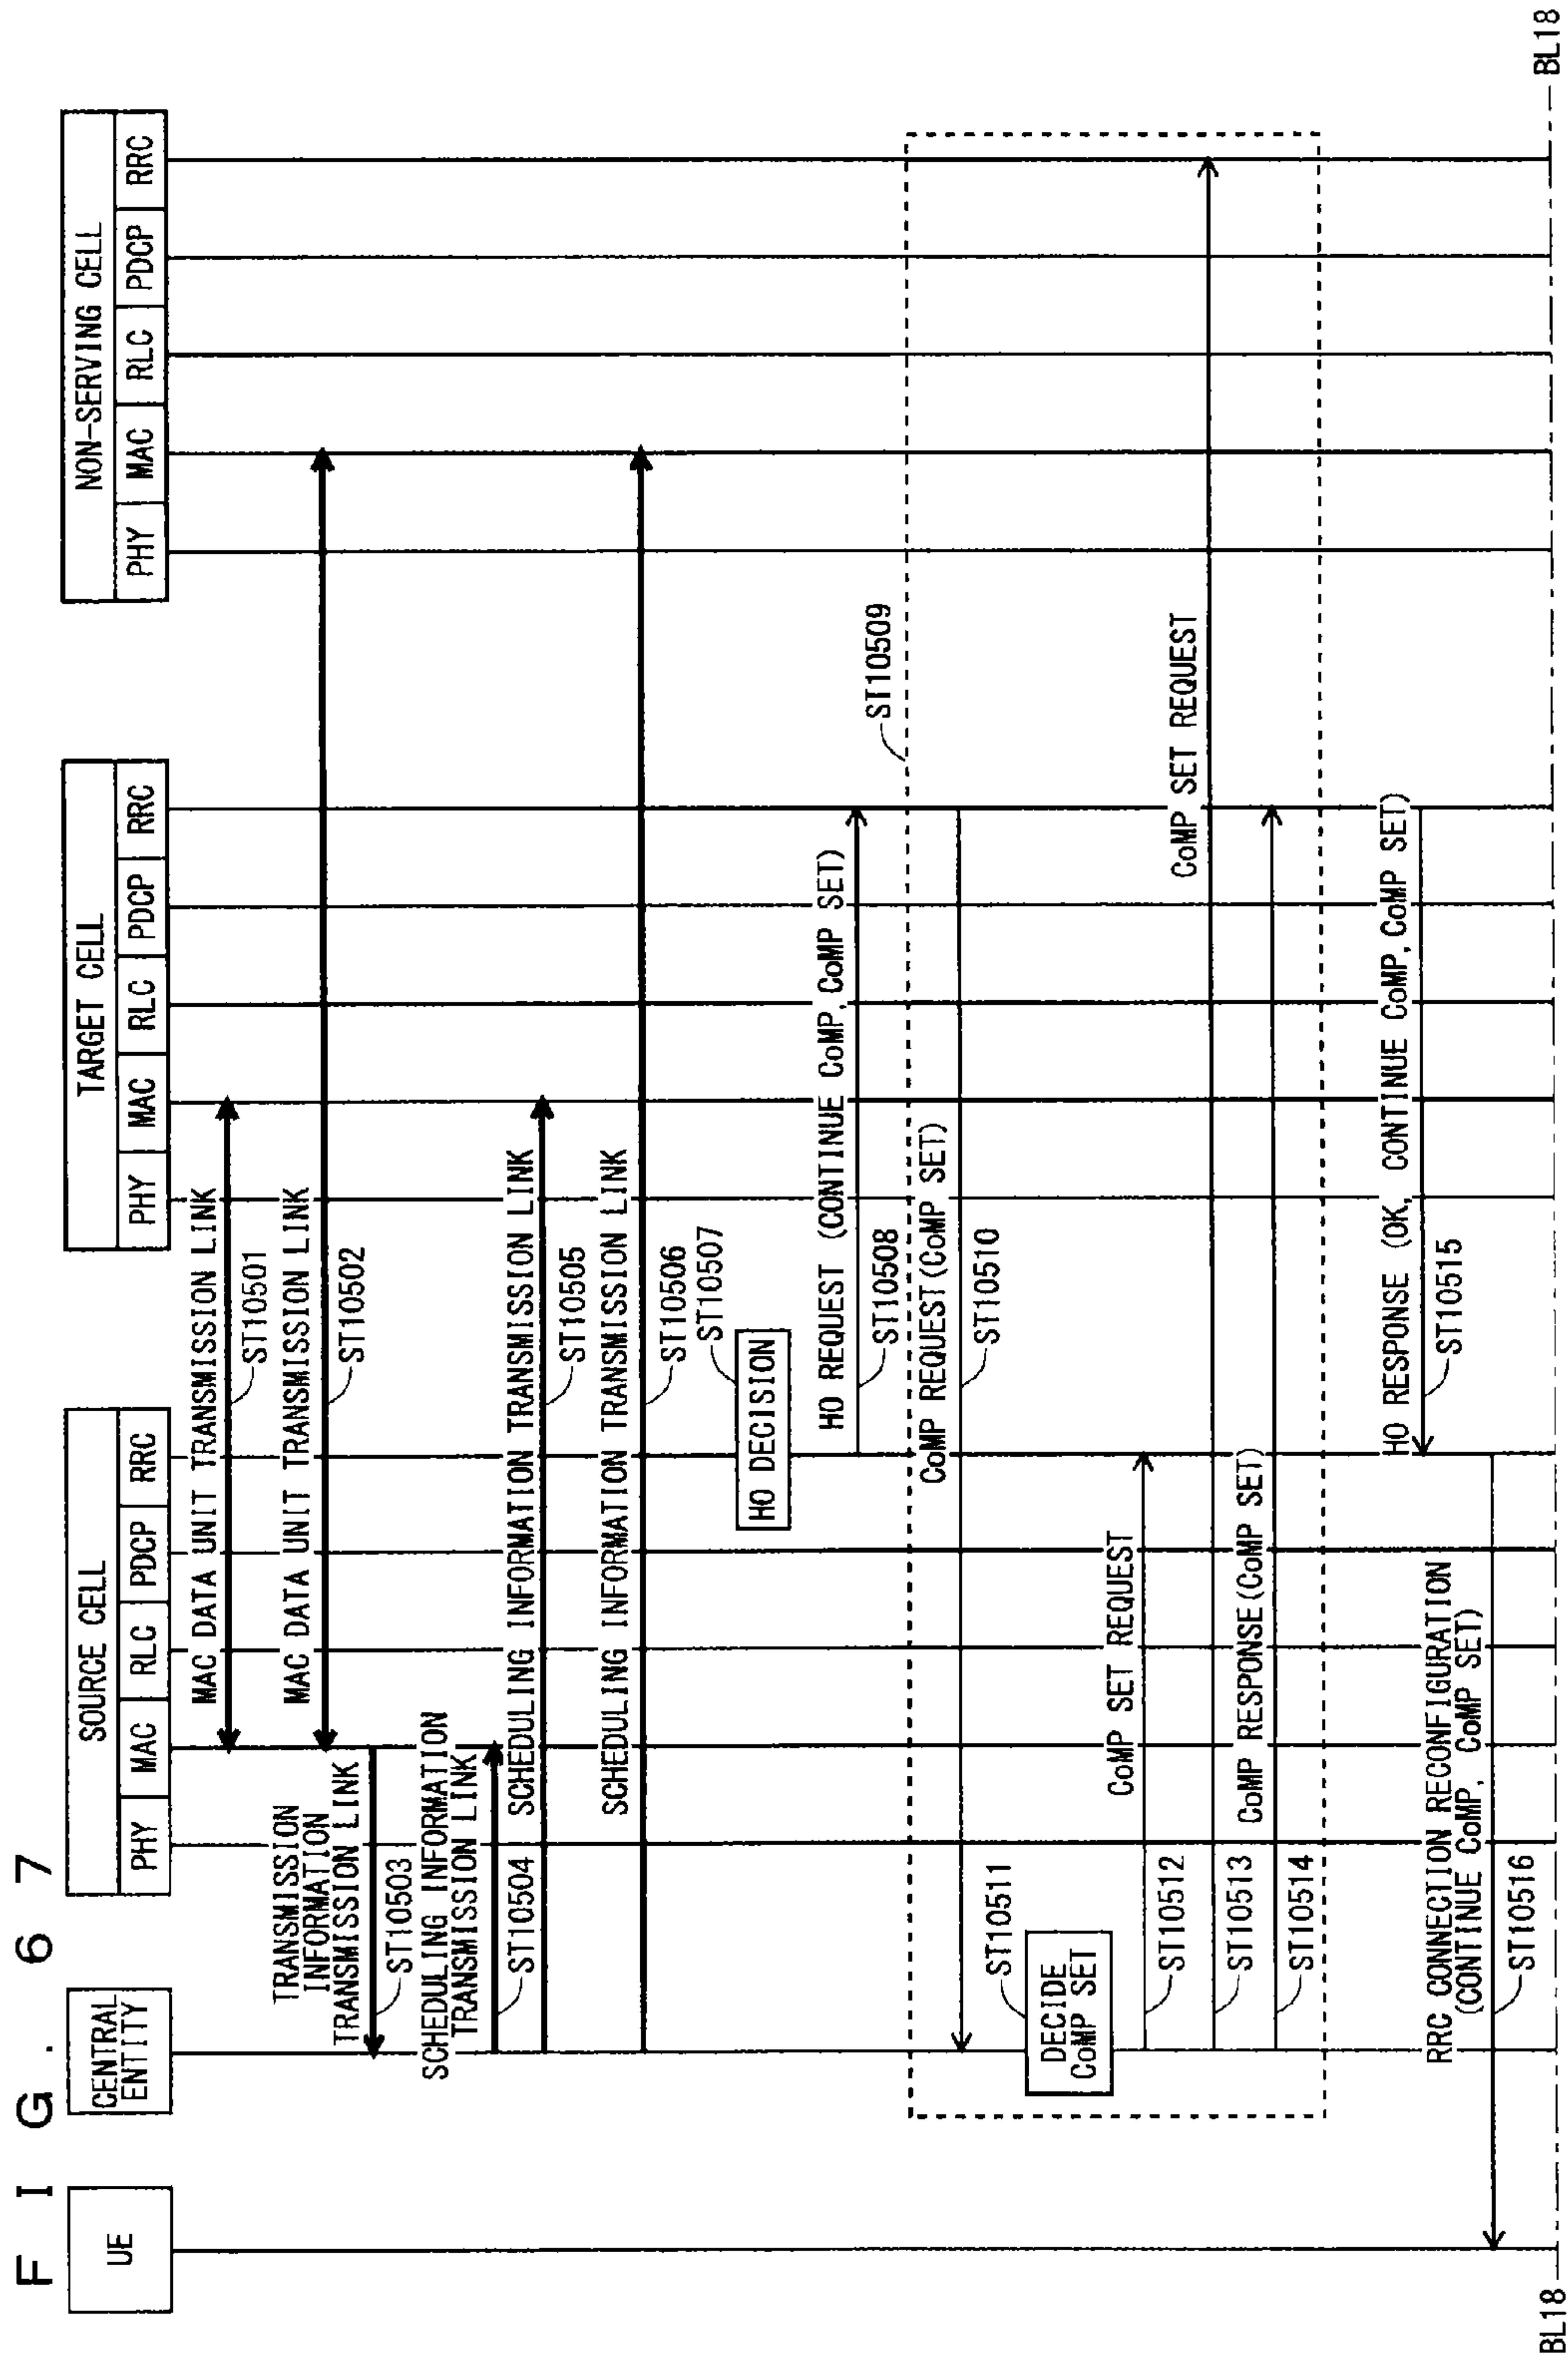 FIG. 67
UE
CENTRAL
ENTITY
SOURCE CELL
PHY MAC RLC PDCP RRC
TARGET CELL
PHY MAC RLC PDCP RRC
NON-SERVING CELL
PHY MAC RLC PDCP RRC
MAC DATA UNIT TRANSMISSION LINK
ST10501
MAC DATA UNIT TRANSMISSION LINK
ST10502
TRANSMISSION
INFORMATION
TRANSMISSION LINK
ST10503
SCHEDULING INFORMATION
TRANSMISSION LINK
ST10504
SCHEDULING INFORMATION TRANSMISSION LINK
ST10505
SCHEDULING INFORMATION TRANSMISSION LINK
ST10506
ST10507
HO DECISION
HO REQUEST (CONTINUE CoMP, CoMP SET)
ST10508
ST10509
CoMP REQUEST(CoMP SET)
ST10510
ST10511
DECIDE
CoMP SET
CoMP SET REQUEST
ST10512
CoMP SET REQUEST
ST10513
CoMP RESPONSE(CoMP SET)
ST10514
HO RESPONSE (OK, CONTINUE CoMP, CoMP SET)
ST10515
RRC CONNECTION RECONFIGURATION
(CONTINUE CoMP, CoMP SET)
ST10516
BL18
BL18